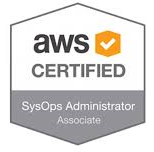 aws
CERTIFIED
SysOps Administrator
Associate